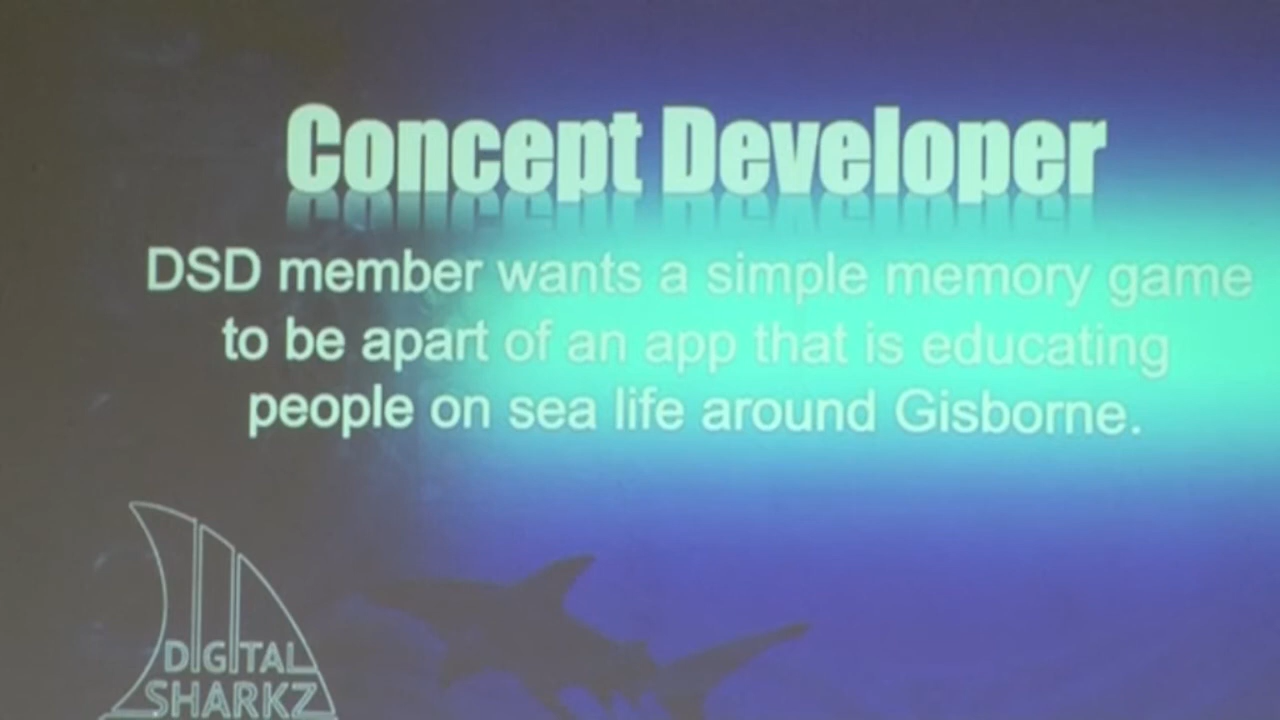 Concept Developer
DSD member wants a simple memory game
to be apart of an app that is educating
people on sea life around Gisborne.
DIGITAL
SHARKZ